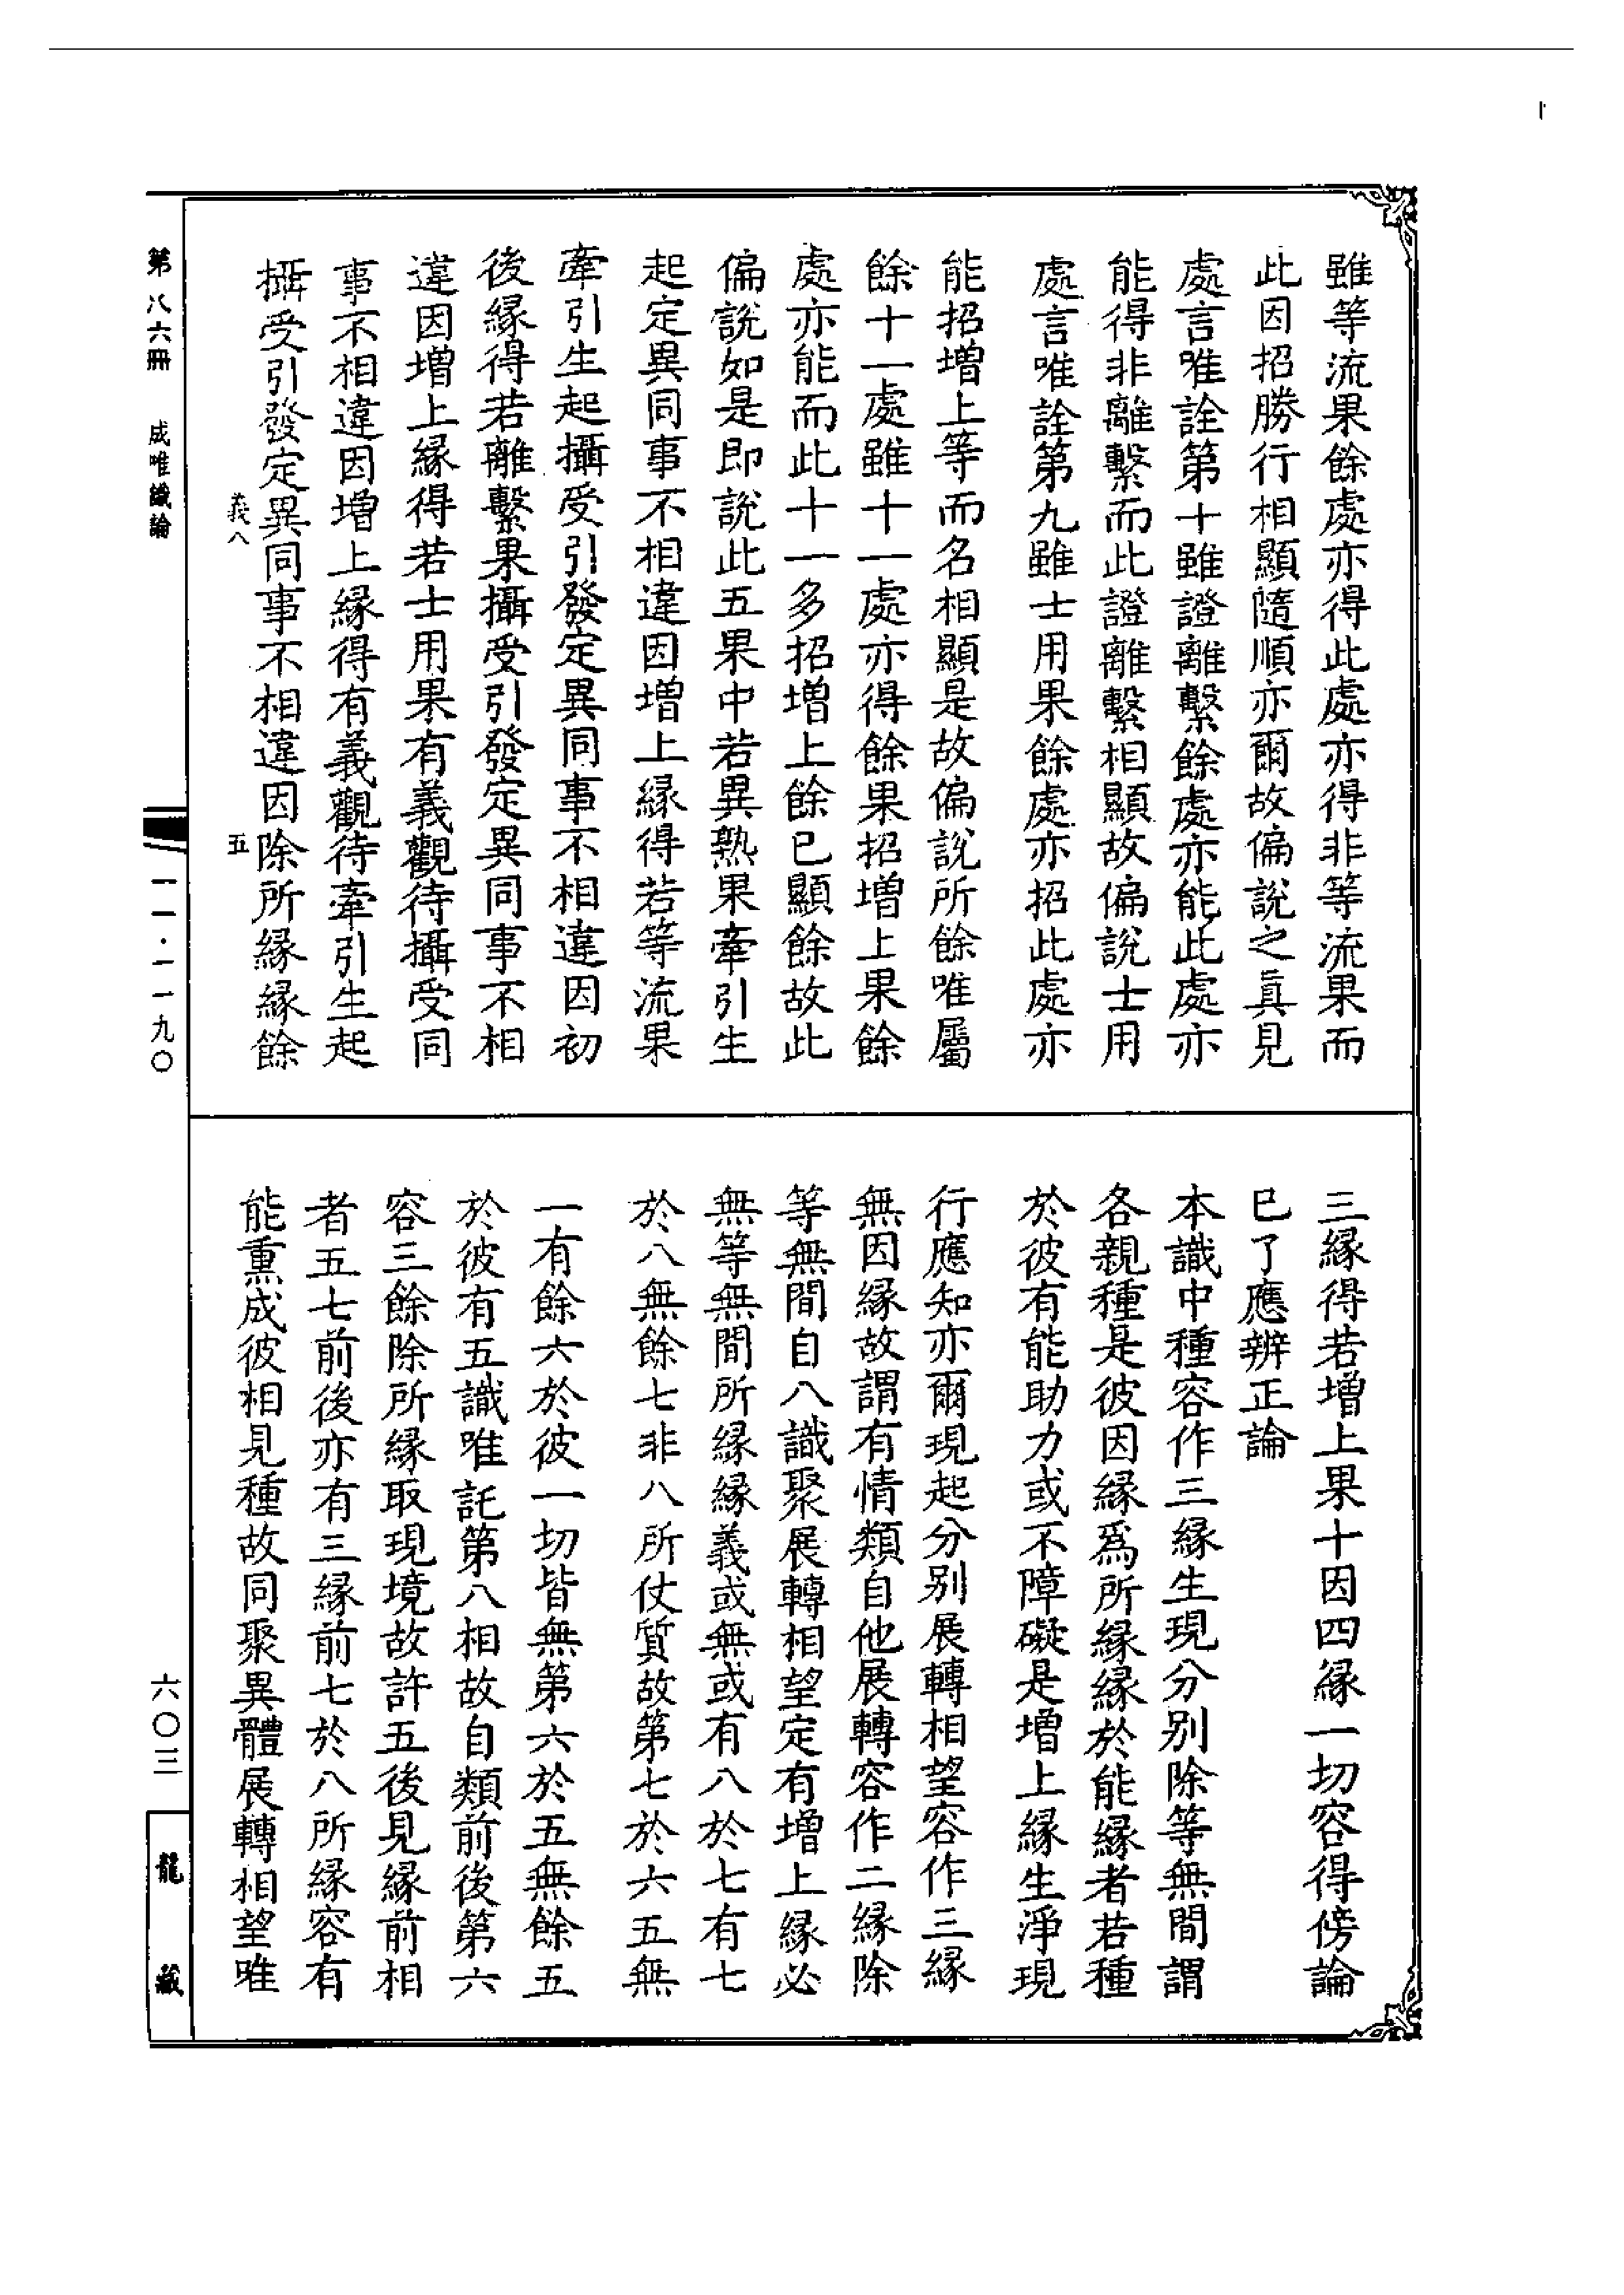 雖等流果餘處亦得此處亦得非等流果而
此因招勝行相顯隨順亦爾故偏說之眞見
處言唯詮第十雖證離繫餘處亦能此處亦
能得非離繫而此證離繫相顯故偏說士用
處言唯詮第九雖士用果餘處亦招此處亦
能招增上等而名相顯是故偏說所餘唯屬
餘十一處雖十一處亦得餘果招增上果餘
處亦能而此十一多招增上餘已顯餘故此
偏說如是即說此五果中若異熟果牽引生
起定異同事不相違因增上緣得若等流果
牽引生起攝受引發定異同事不相違因初
後緣得若離繫果攝受引發定異同事不相
違因增上緣得若士用果有義觀待攝受同
事不相違因增上緣得有義觀待牽引生起
攝受引發定異同事不相違因除所緣緣餘
三緣得若增上果十因四緣一切容得傍論
已了應辨正論
本識中種容作三緣生現分別除等無間謂
各親種是彼因緣爲所緣緣於能緣者若種
於彼有能助力或不障礙是增上緣生淨現
行應知亦爾現起分別展轉相望容作三緣
無因緣故謂有情類自他展轉容作二緣除
等無間自八識聚展轉相望定有增上緣必
無等無間所緣緣義或無或有八於七有七
於八無餘七非八所仗質故第七於六五無
一有餘六於彼一切皆無第六於五無餘五
於彼有五識唯託第八相故自類前後第六
容三餘除所緣取現境故許五後見緣前相
者五七前後亦有三緣前七於八所緣容有
能熏成彼相見種故同聚異體展轉相望唯
第八六冊　成唯識論
義八
五
一一·一一九〇
六〇三
龍藏